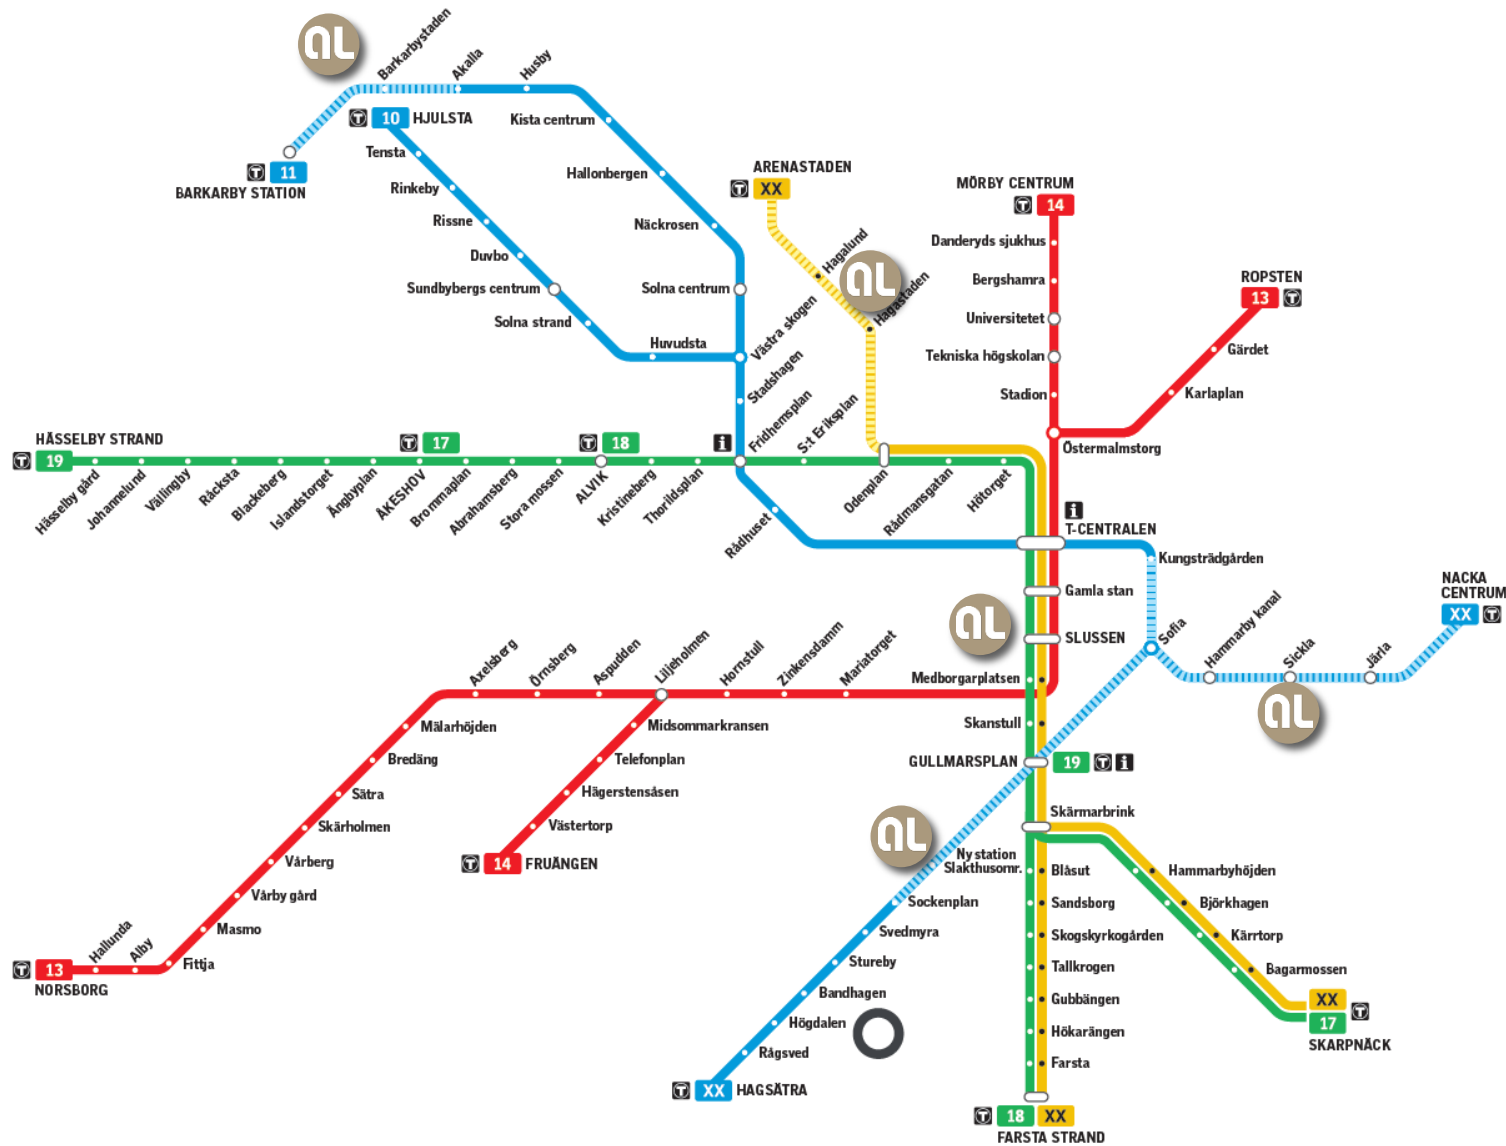 aL
Barkarbystaden
Akalla
Husby
10 HJULSTA
Kista centrum
Tensta
11
BARKARBY STATION
Hallonbergen
ARENASTADEN
XX
MÖRBY CENTRUM
14
Rinkeby
Rissne
Näckrosen
Danderyds sjukhus
Duvbo
Hagalund
aL
Bergshamra
ROPSTEN
13
Sundbybergs centrum
Solna centrum
Hagastaden
Universitetet
Solna strand
Västra skogen
Huvudsta
Tekniska högskolan
Gärdet
Stadshagen
Stadion
Karlaplan
HÄSSELBY STRAND
19
17
18
i
Fridhemsplan
S:t Eriksplan
Östermalmstorg
Hässelby gård
Johannelund
Vällingby
Råcksta
Blackeberg
Islandstorget
Ängbyplan
ÅKESHOV
Brommaplan
Abrahamsberg
Stora mossen
ALVIK
Kristineberg
Thorildsplan
Rådhuset
Odenplan
Rådmansgatan
Hötorget
i
T-CENTRALEN
Kungsträdgården
Gamla stan
NACKA
CENTRUM
XX
aL
SLUSSEN
Sofia
Hammarby kanal
Sickla
Järla
aL
Axelsberg
Örnsberg
Aspudden
Liljeholmen
Hornstull
Zinkensdamm
Mariatorget
Medborgarplatsen
Mälarhöjden
Midsommarkransen
Skanstull
Bredäng
Telefonplan
GULLMARSPLAN
19 i
Sätra
Hägerstensåsen
Skärholmen
Västertorp
Skärmarbrink
aL
Vårberg
14 FRUÄNGEN
Ny station
Slakthusomr.
Blåsut
Hammarbyhöjden
Vårby gård
Sockenplan
Sandsborg
Björkhagen
Masmo
Svedmyra
Skogskyrkogården
Kärrtorp
Hallunda
Alby
Fittja
Stureby
Tallkrogen
Bagarmossen
13
NORSBORG
Bandhagen
Gubbängen
XX
17
SKARPNÄCK
Högdalen
Hökarängen
Rågsved
Farsta
XX HAGSÄTRA
18 XX
FARSTA STRAND